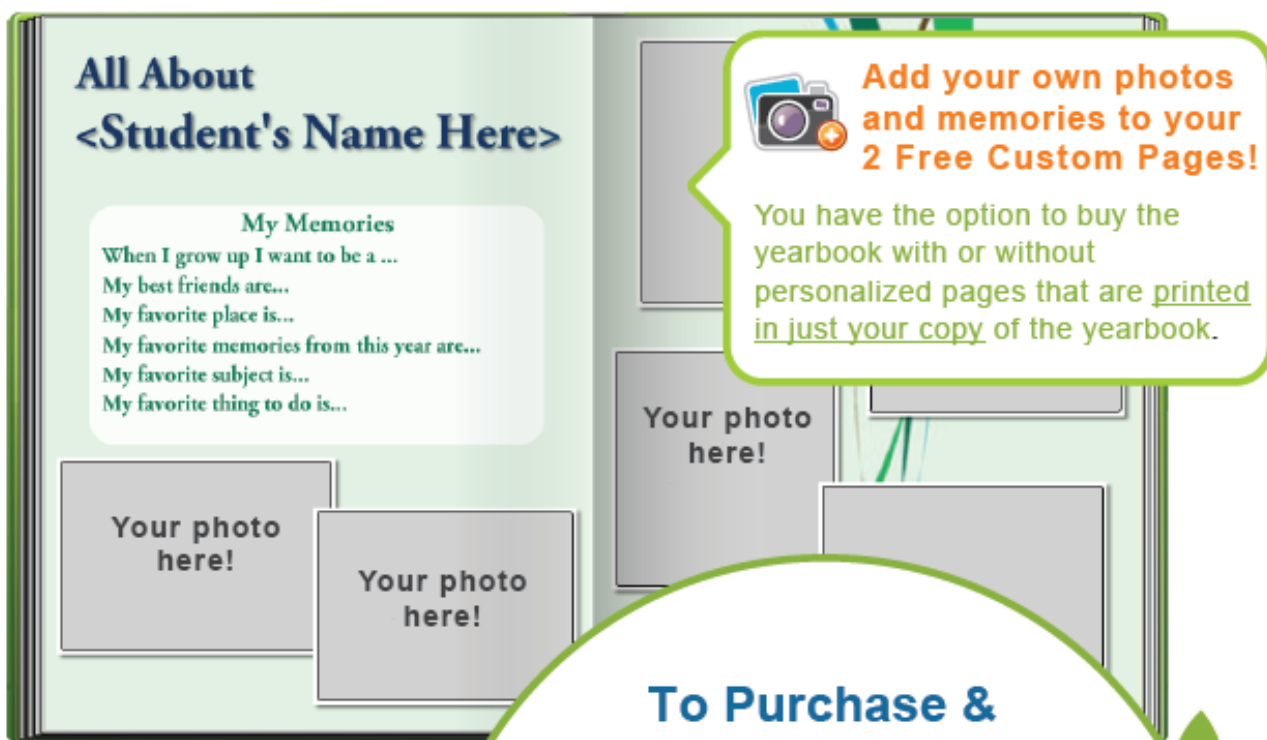 All About
<Student's Name Here>
My Memories
When I grow up I want to be a ...
My best friends are...
My favorite place is...
My favorite memories from this year are...
My favorite subject is...
My favorite thing to do is...
Your photo
here!
Your photo
here!
Add your own photos
and memories to your
2 Free Custom Pages!
You have the option to buy the
yearbook with or without
personalized pages that are printed
in just your copy of the yearbook.
Your photo
here!
To Purchase &